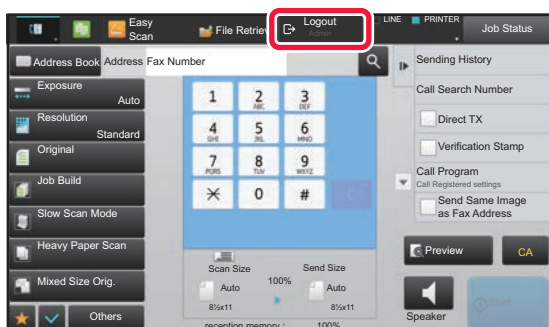 Easy
Scan
File Retrie
Logout
Admin
LINE
PRINTER
Job Status
Address Book
Address
Fax Number
Sending History
Exposure
Auto
Call Search Number
Resolution
Standard
Direct TX
Original
Verification Stamp
Job Build
Call Program
Call Registered settings
Slow Scan Mode
Send Same Image
as Fax Address
Heavy Paper Scan
Preview
CA
Mixed Size Orig.
Others
1
2
ABC
3
DEF
4
GHI
5
JKL
6
MNO
7
PQRS
8
TUV
9
WXYZ
0
#
C
Scan Size
Send Size
Auto
100%
Auto
8½x11
8½x11
reception memory :
100%
Speaker
Start